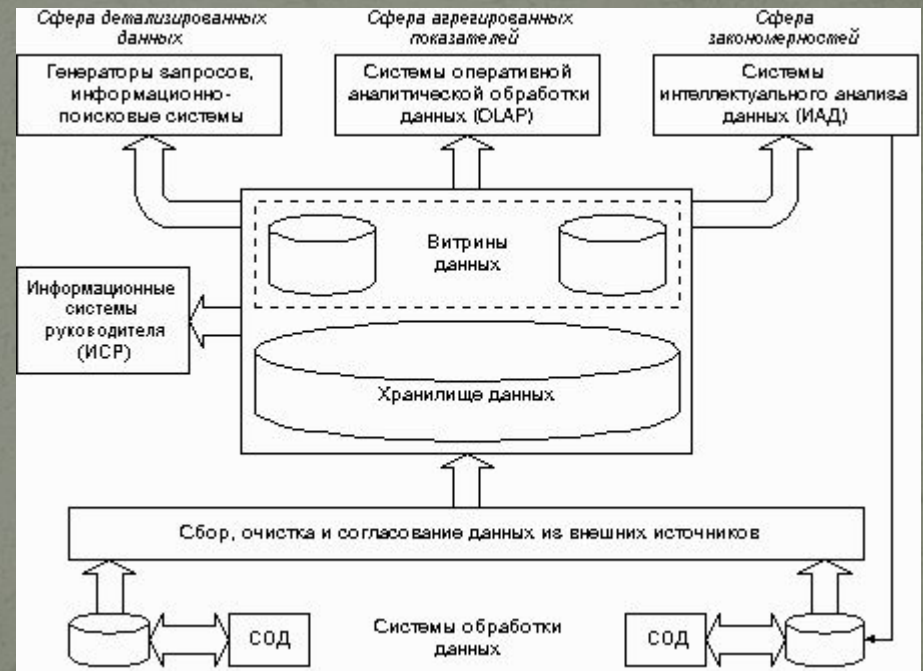 Сфера детализированных
данных
Сфера агрегированных
показателей
Сфера
закономерностей
Генераторы запросов,
информационно-
поисковые системы
Системы оперативной
аналитической обработки
данных (OLAP)
Системы
интеллектуального анализа
данных (ИАД)
Витрины
данных
Информационные
системы
руководителя
(ИСР)
Хранилище данных
Сбор, очистка и согласование данных из внешних источников
СОД
Системы обработки
данных
СОД